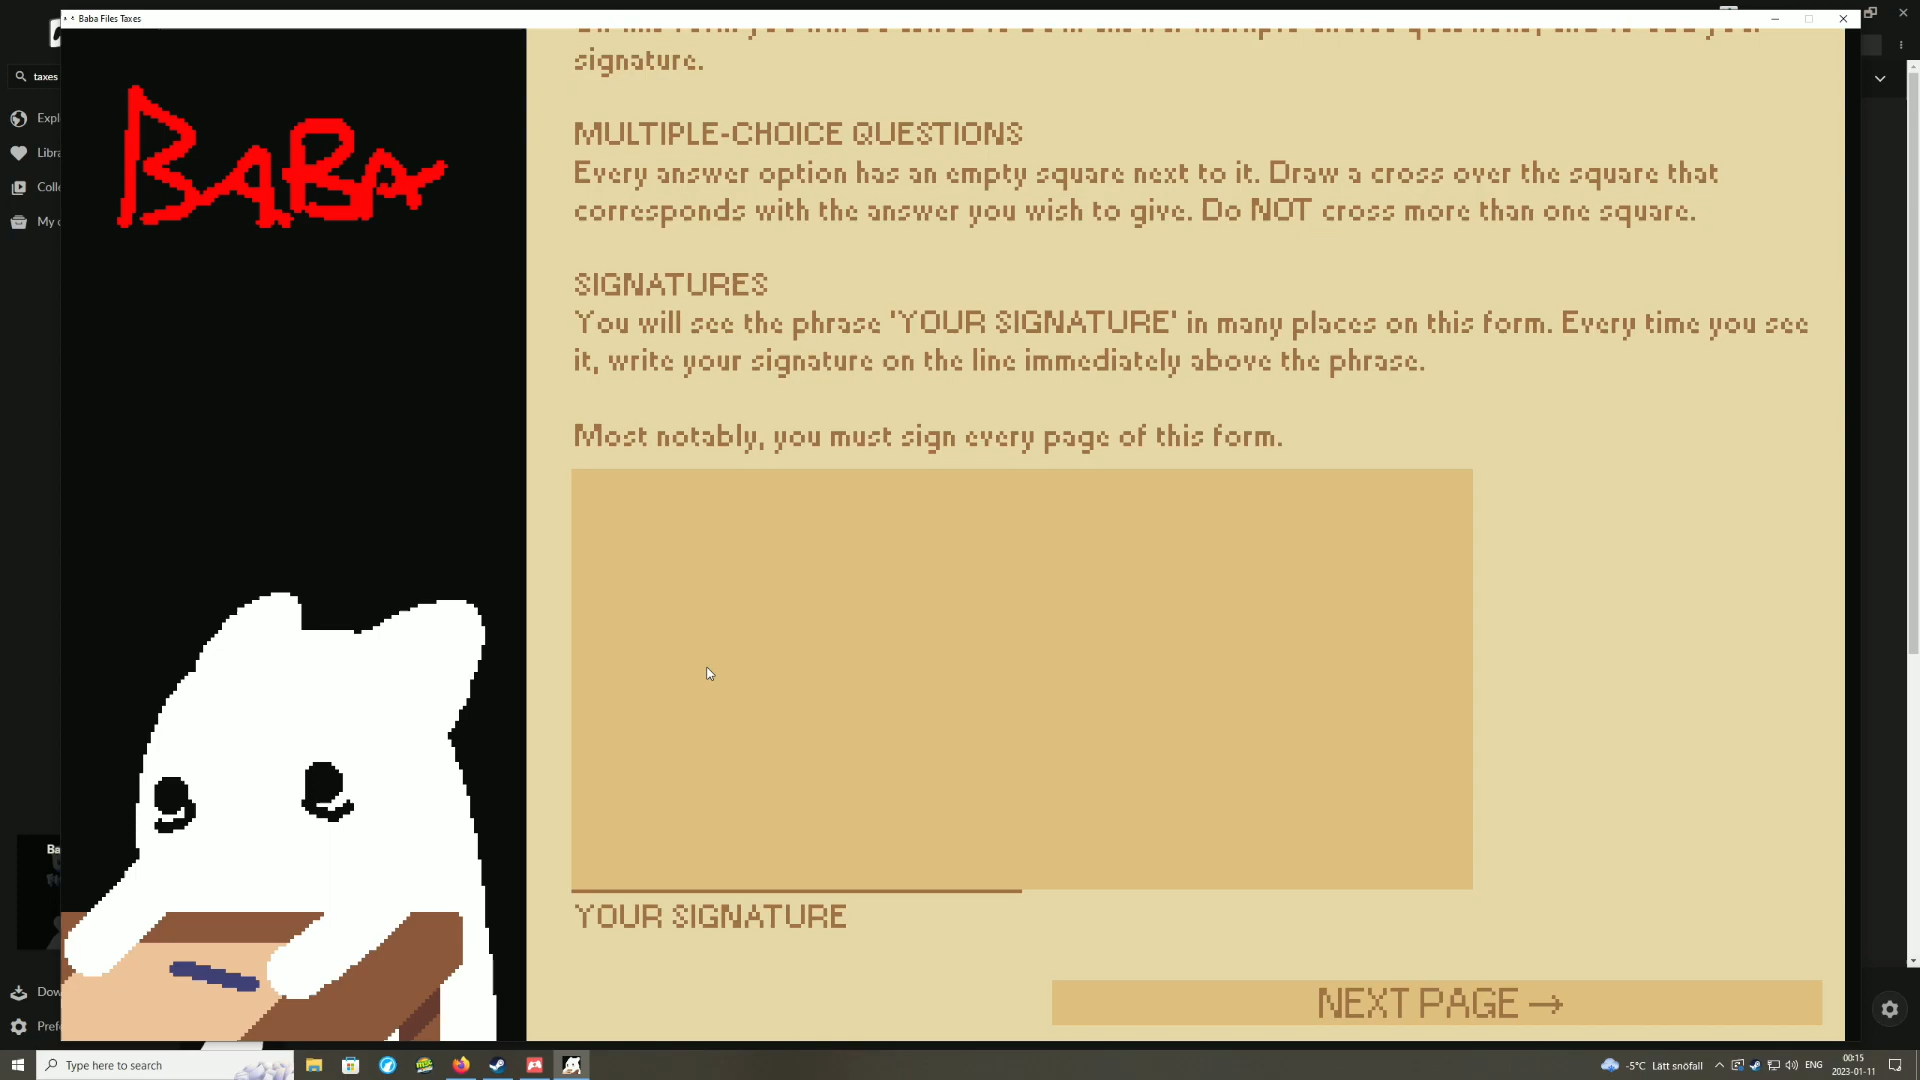 Baba Files Taxes
taxes
BABA
signature.
MULTIPLE-CHOICE QUESTIONS
Every answer option has an empty square next to it. Draw a cross over the square that
corresponds with the answer you wish to give. Do NOT cross more than one square.
SIGNATURES
You will see the phrase 'YOUR SIGNATURE' in many places on this form. Every time you see
it, write your signature on the line immediately above the phrase.
Most notably, you must sign every page of this form.
YOUR SIGNATURE
NEXT PAGE →
Type here to search
-5°C Lätt snöfall
ENG
00:15
2023-01-11